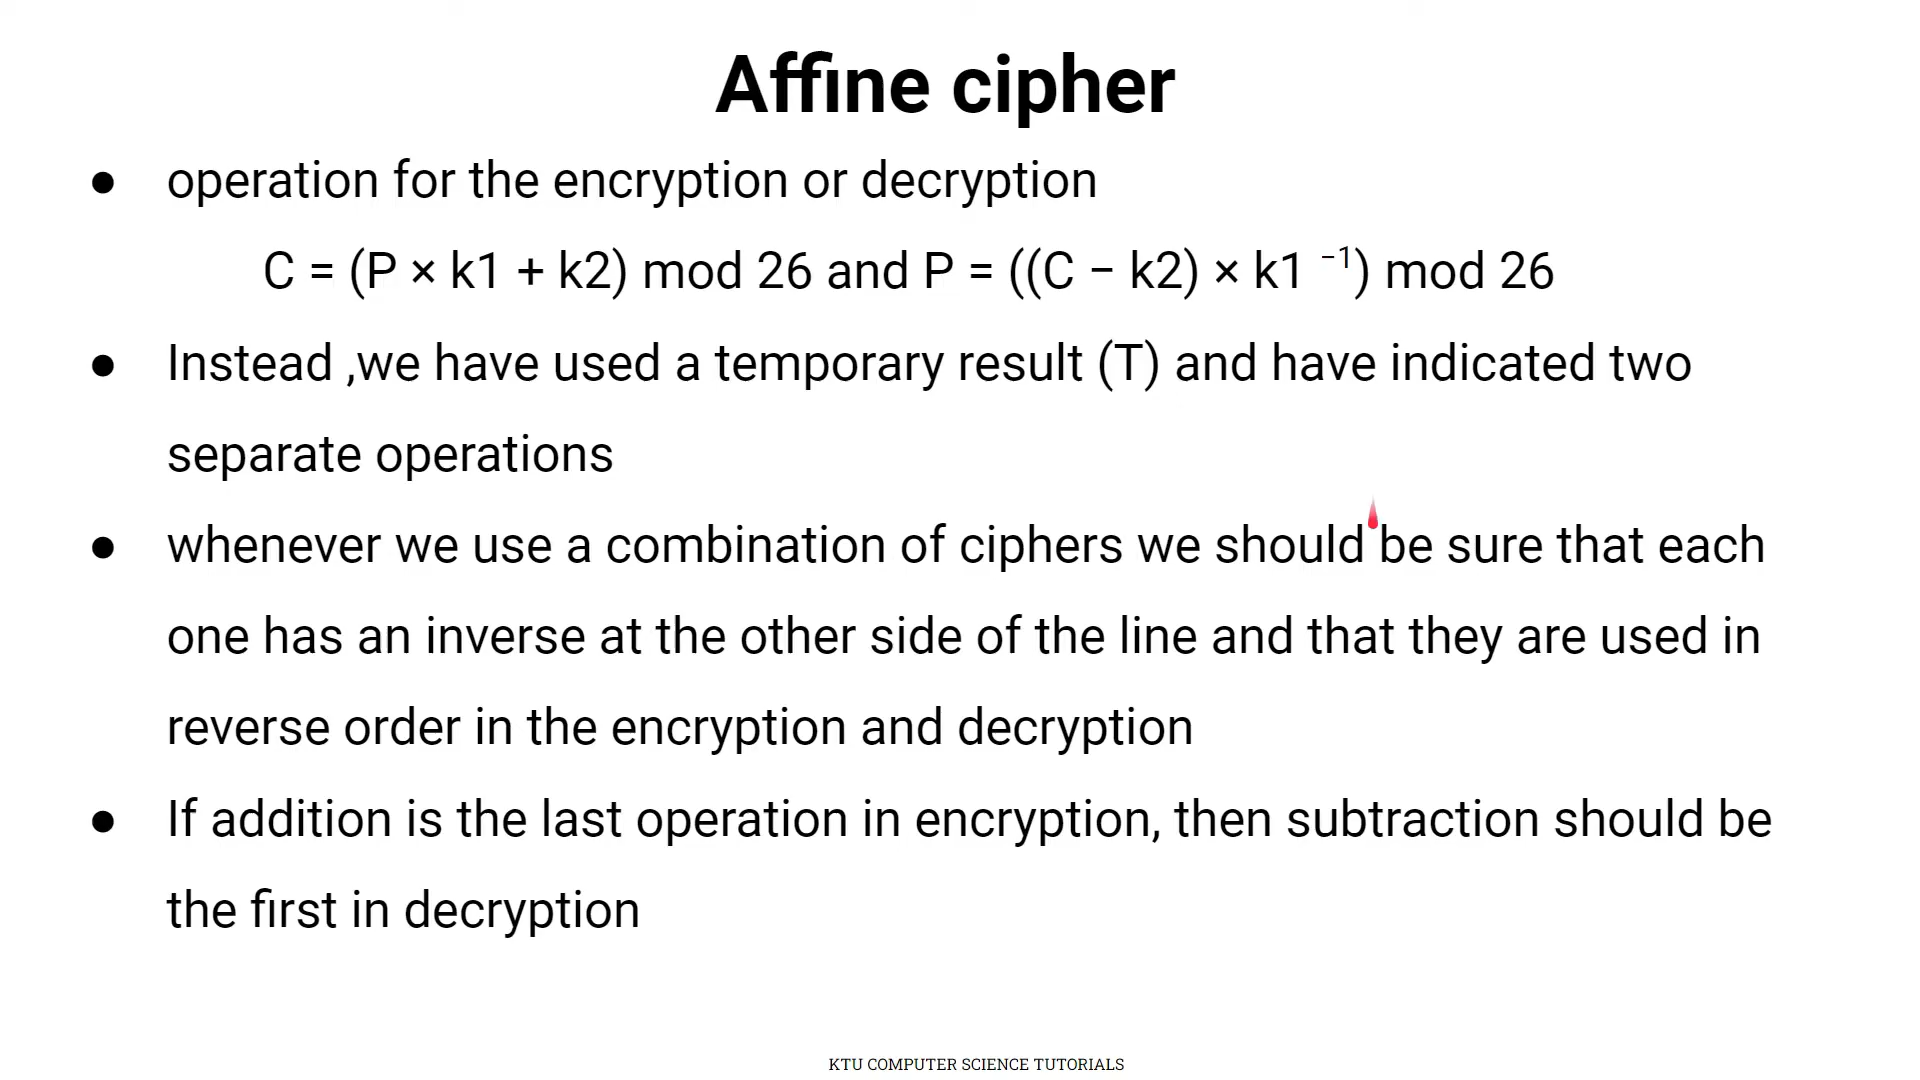 Affine cipher
● operation for the encryption or decryption
C = (P × k1 + k2) mod 26 and P = ((C − k2) × k1 ⁻¹) mod 26
● Instead ,we have used a temporary result (T) and have indicated two
separate operations
● whenever we use a combination of ciphers we should be sure that each
one has an inverse at the other side of the line and that they are used in
reverse order in the encryption and decryption
● If addition is the last operation in encryption, then subtraction should be
the first in decryption
KTU COMPUTER SCIENCE TUTORIALS